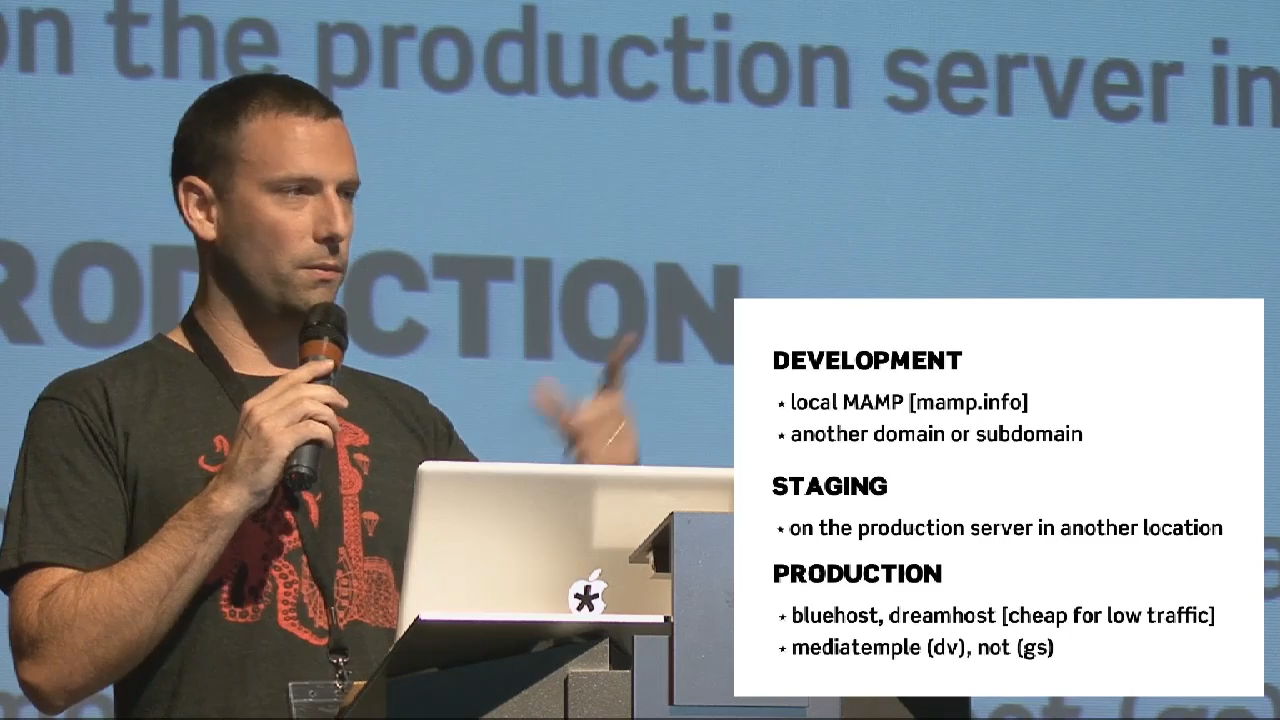 on the production server in
PRODUCTION
DEVELOPMENT
* local MAMP [mamp.info]
* another domain or subdomain
STAGING
* on the production server in another location
PRODUCTION
* bluehost, dreamhost [cheap for low traffic]
* mediatemple (dv), not (gs)